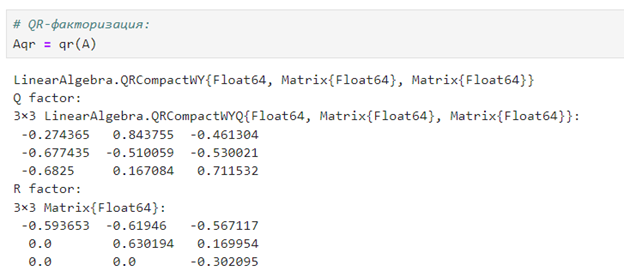 # QR-факторизация:
Aqr = qr(A)
LinearAlgebra.QRCompactWY{Float64, Matrix{Float64}, Matrix{Float64}}
Q factor:
3×3 LinearAlgebra.QRCompactWYQ{Float64, Matrix{Float64}, Matrix{Float64}}:
-0.274365 0.843755 -0.461304
-0.677435 -0.510059 -0.530021
-0.6825 0.167084 0.711532
R factor:
3×3 Matrix{Float64}:
-0.593653 -0.61946 -0.567117
0.0 0.630194 0.169954
0.0 0.0 -0.302095